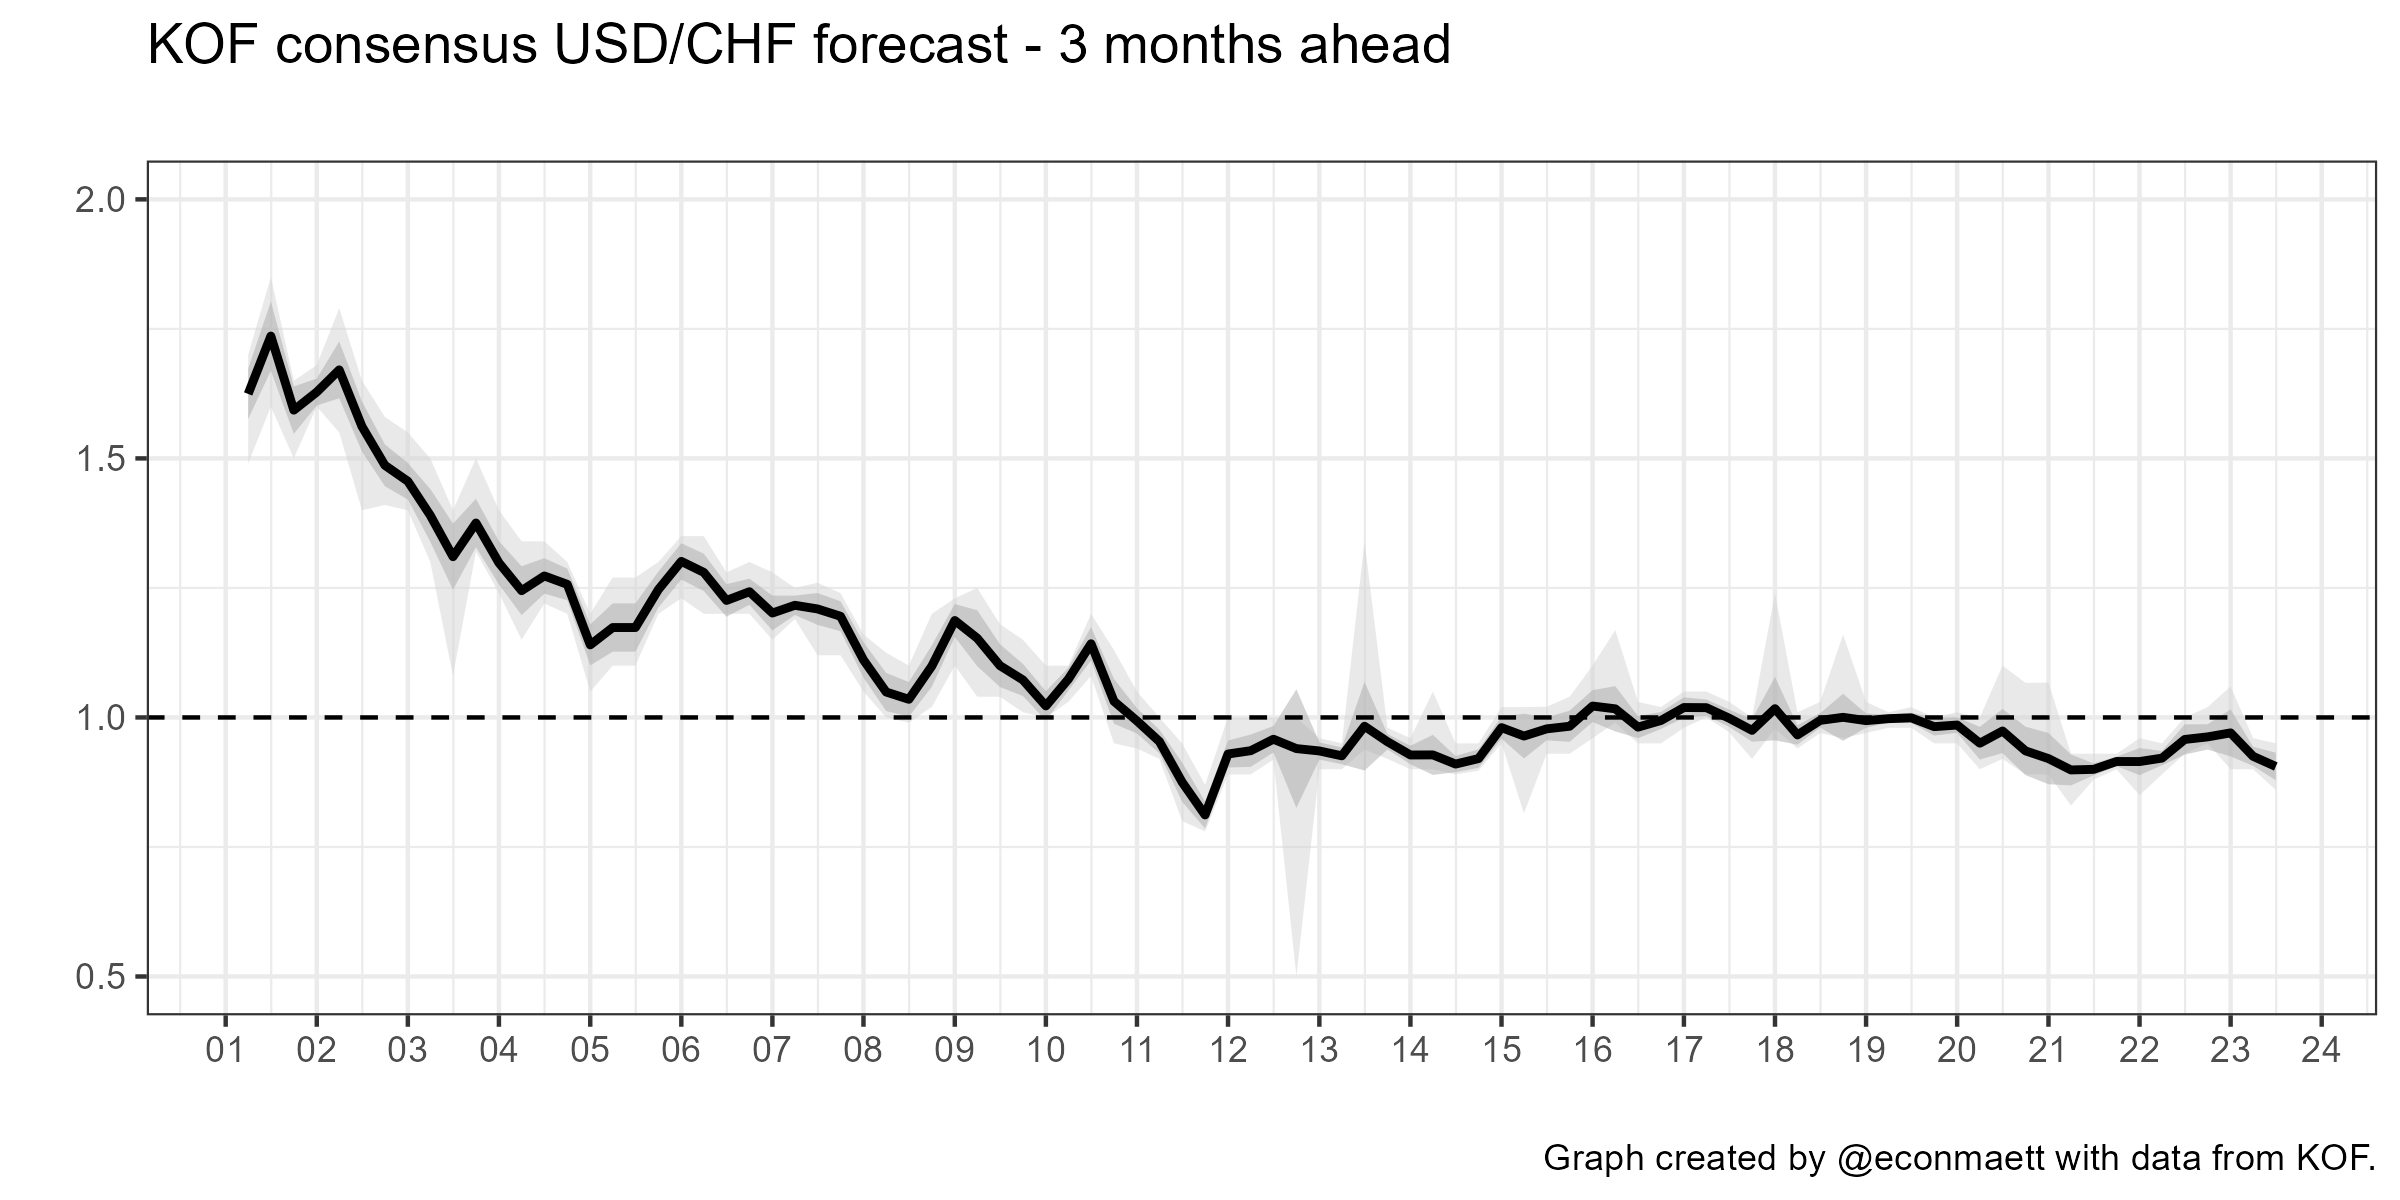 KOF consensus USD/CHF forecast - 3 months ahead
2.0
1.5
1.0
0.5
01 02 03 04 05 06 07 08 09 10 11 12 13 14 15 16 17 18 19 20 21 22 23 24
Graph created by @econmaett with data from KOF.